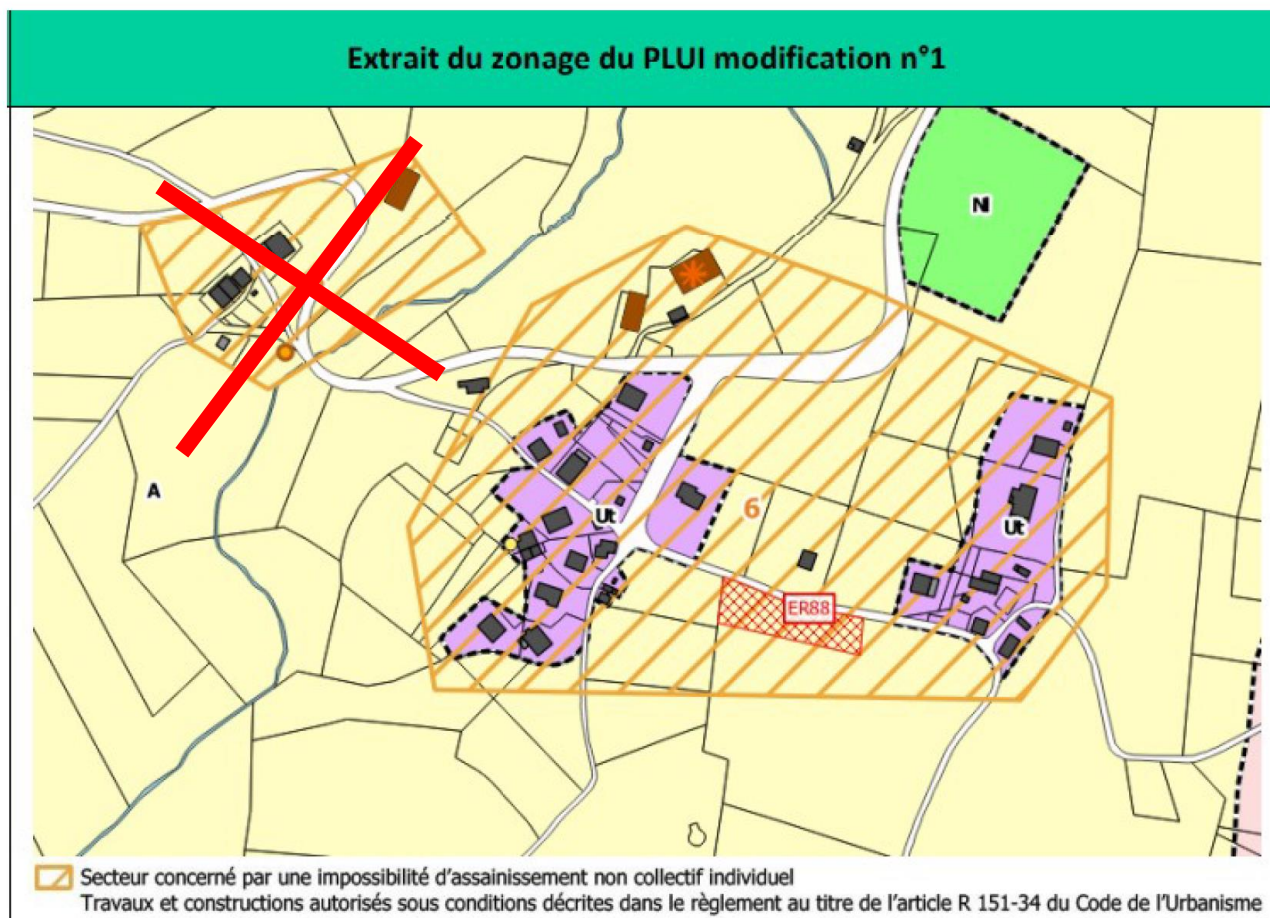 Extrait du zonage du PLUI modification n°1
Nl
A
Ut
6
Ut
ER88
Secteur concerné par une impossibilité d'assainissement non collectif individuel
Travaux et constructions autorisés sous conditions décrites dans le règlement au titre de l'article R 151-34 du Code de l'Urbanisme